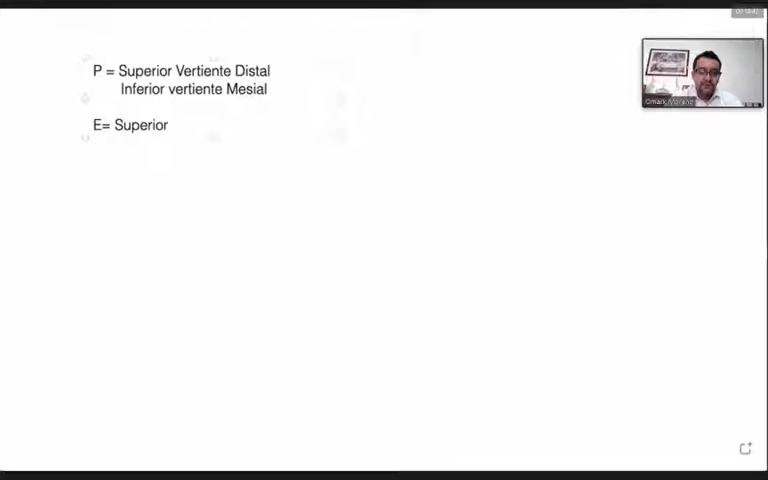 P = Superior Vertiente Distal
Inferior vertiente Mesial
E= Superior